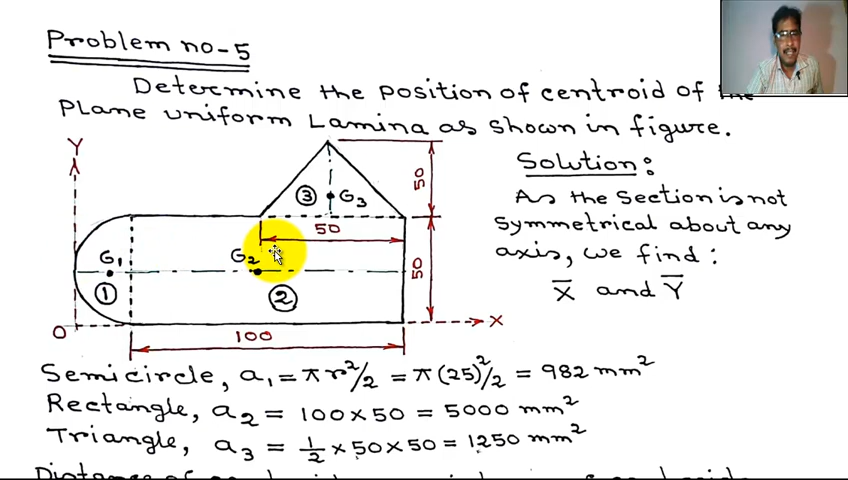 Problem no-5
Determine the position of centroid of the
Plane uniform Lamina as shown in figure.
Y
50
③ G₃
50
G₁
G₂
①
②
50
O
X
100
Solution:
As the section is not
symmetrical about any
axis, we find:
X̄ and Ȳ
Semicircle, a₁ = πr²/2 = π(25)²/2 = 982 mm²
Rectangle, a₂ = 100 × 50 = 5000 mm²
Triangle, a₃ = 1/2 × 50 × 50 = 1250 mm²